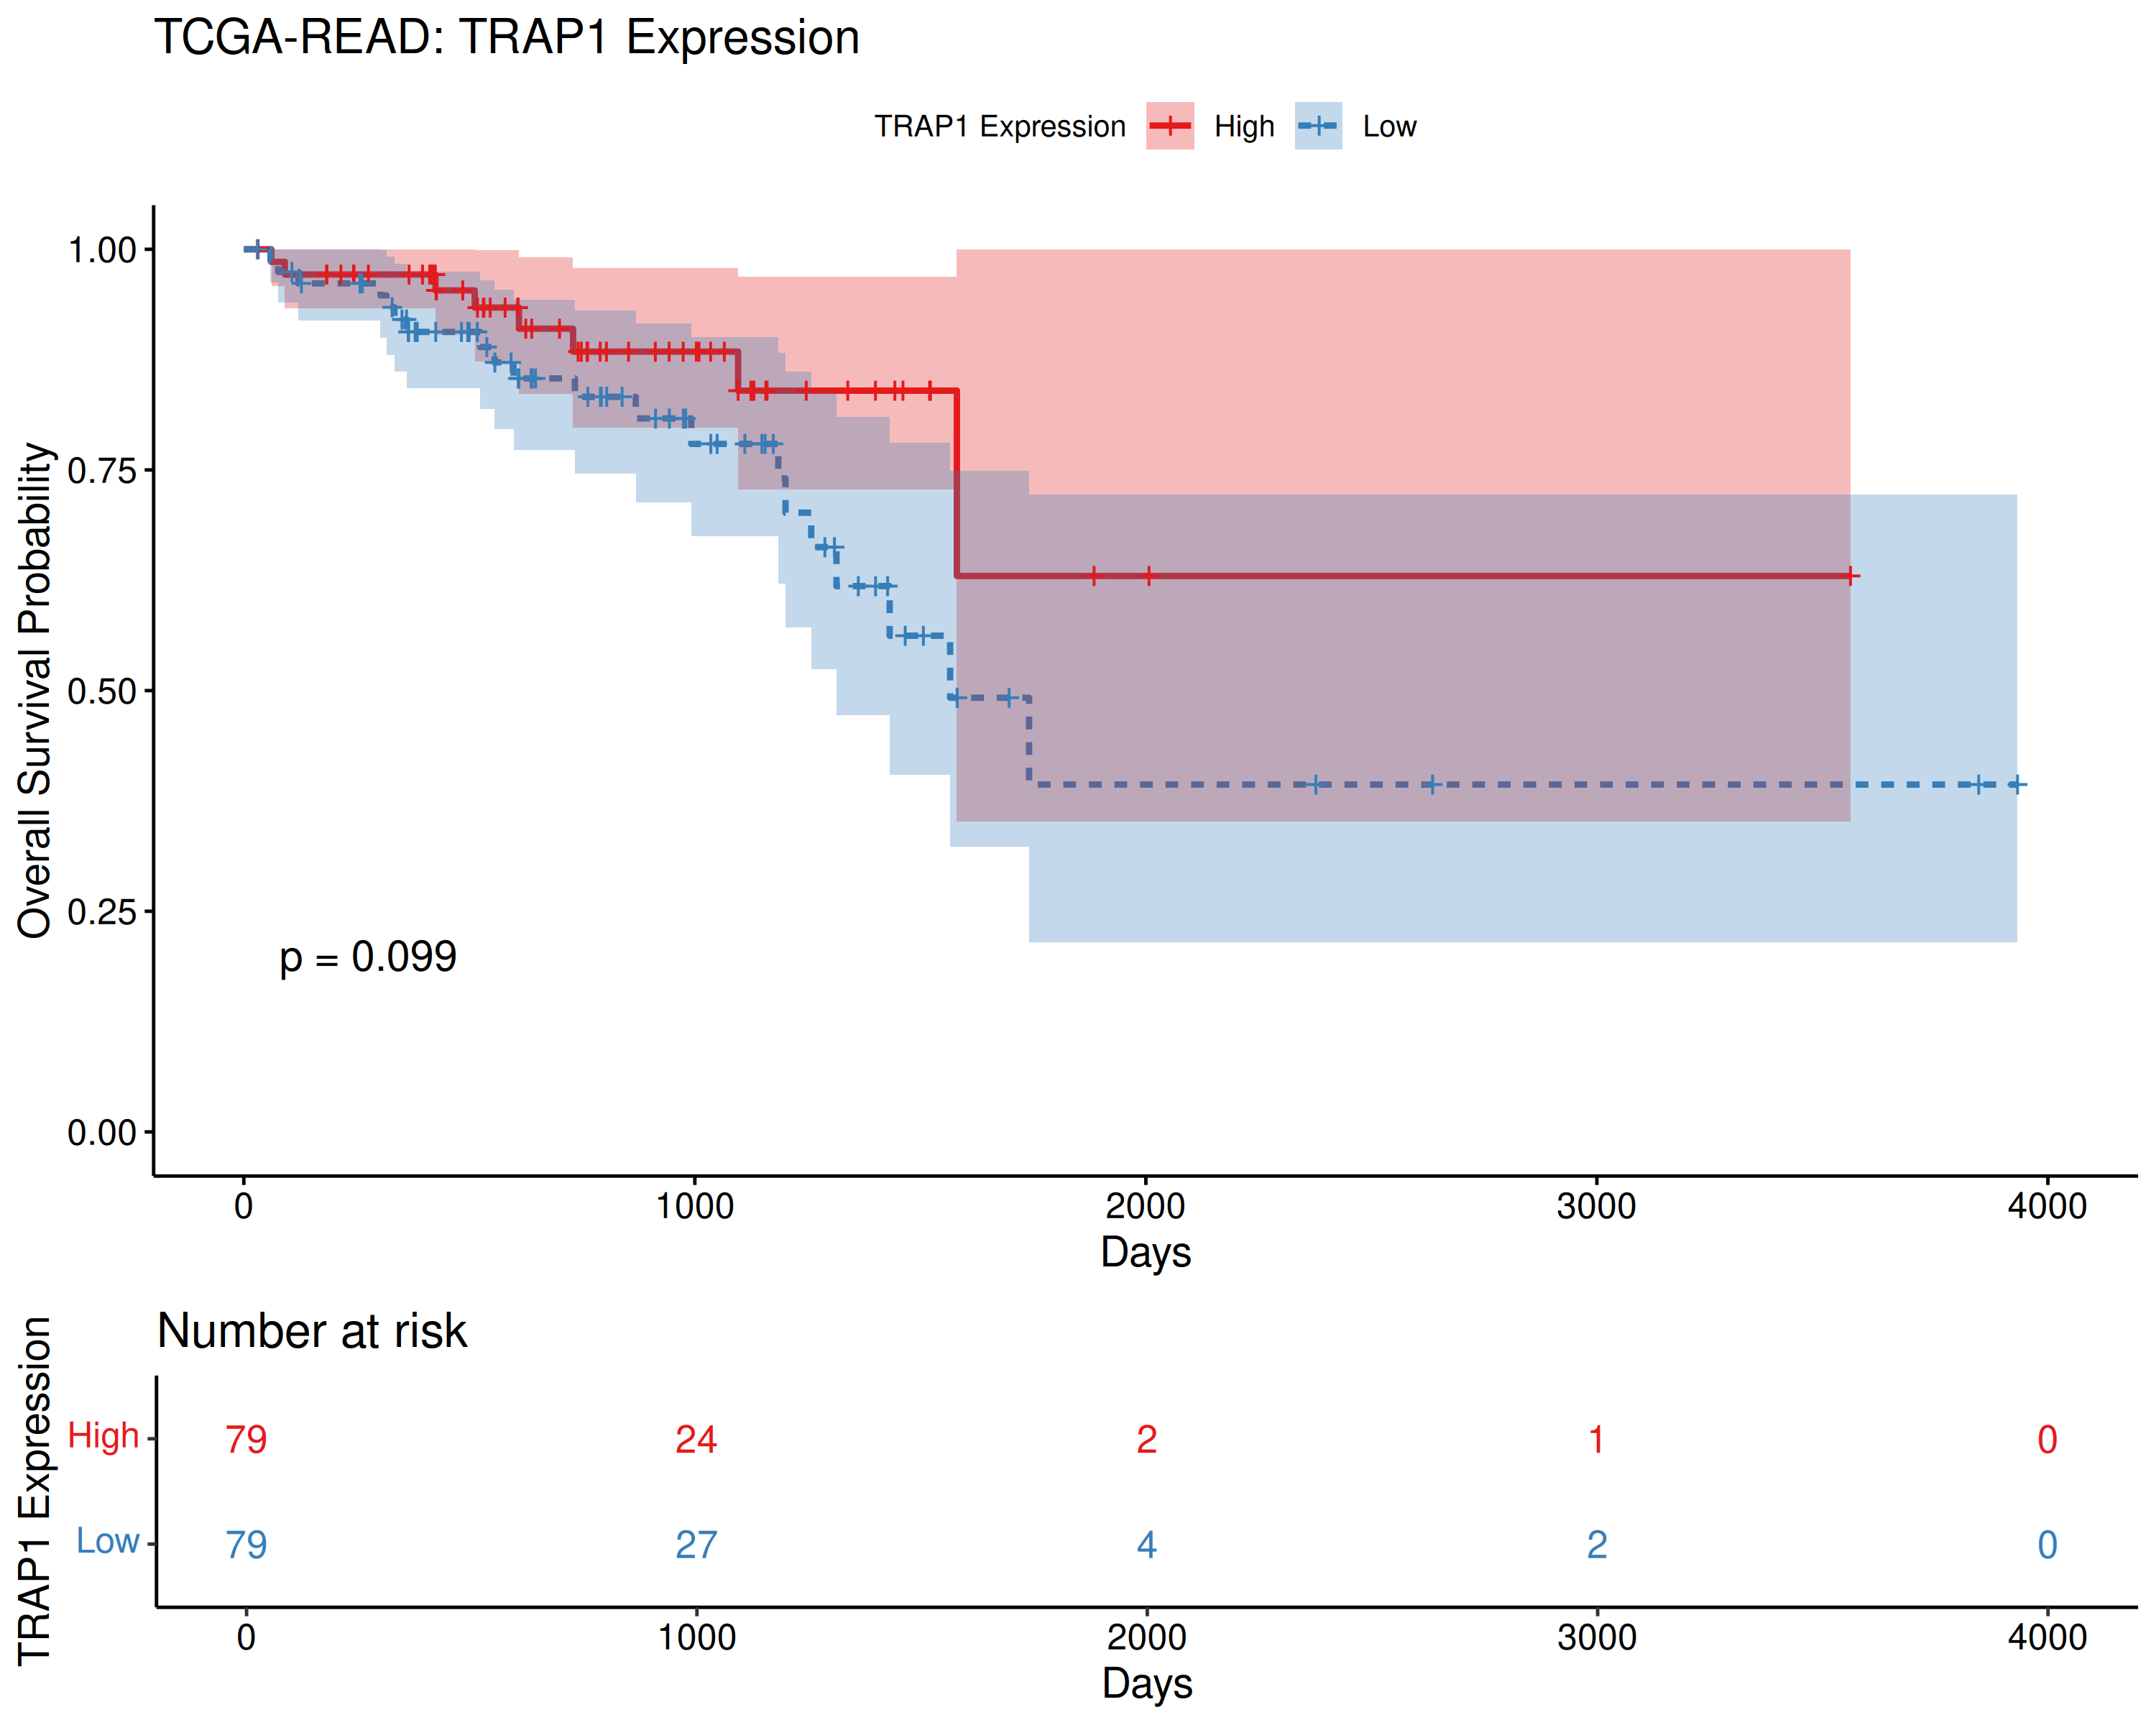 TCGA-READ: TRAP1 Expression
TRAP1 Expression High Low
Overall Survival Probability
1.00
0.75
0.50
0.25
0.00
p = 0.099
0 1000 2000 3000 4000
Days
Number at risk
TRAP1 Expression
High 79 24 2 1 0
Low 79 27 4 2 0
0 1000 2000 3000 4000
Days